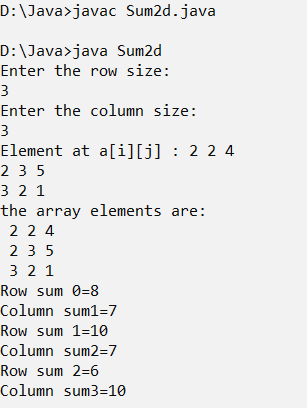 D:\Java>javac Sum2d.java
D:\Java>java Sum2d
Enter the row size:
3
Enter the column size:
3
Element at a[i][j] : 2 2 4
2 3 5
3 2 1
the array elements are:
 2 2 4
 2 3 5
 3 2 1
Row sum 0=8
Column sum1=7
Row sum 1=10
Column sum2=7
Row sum 2=6
Column sum3=10